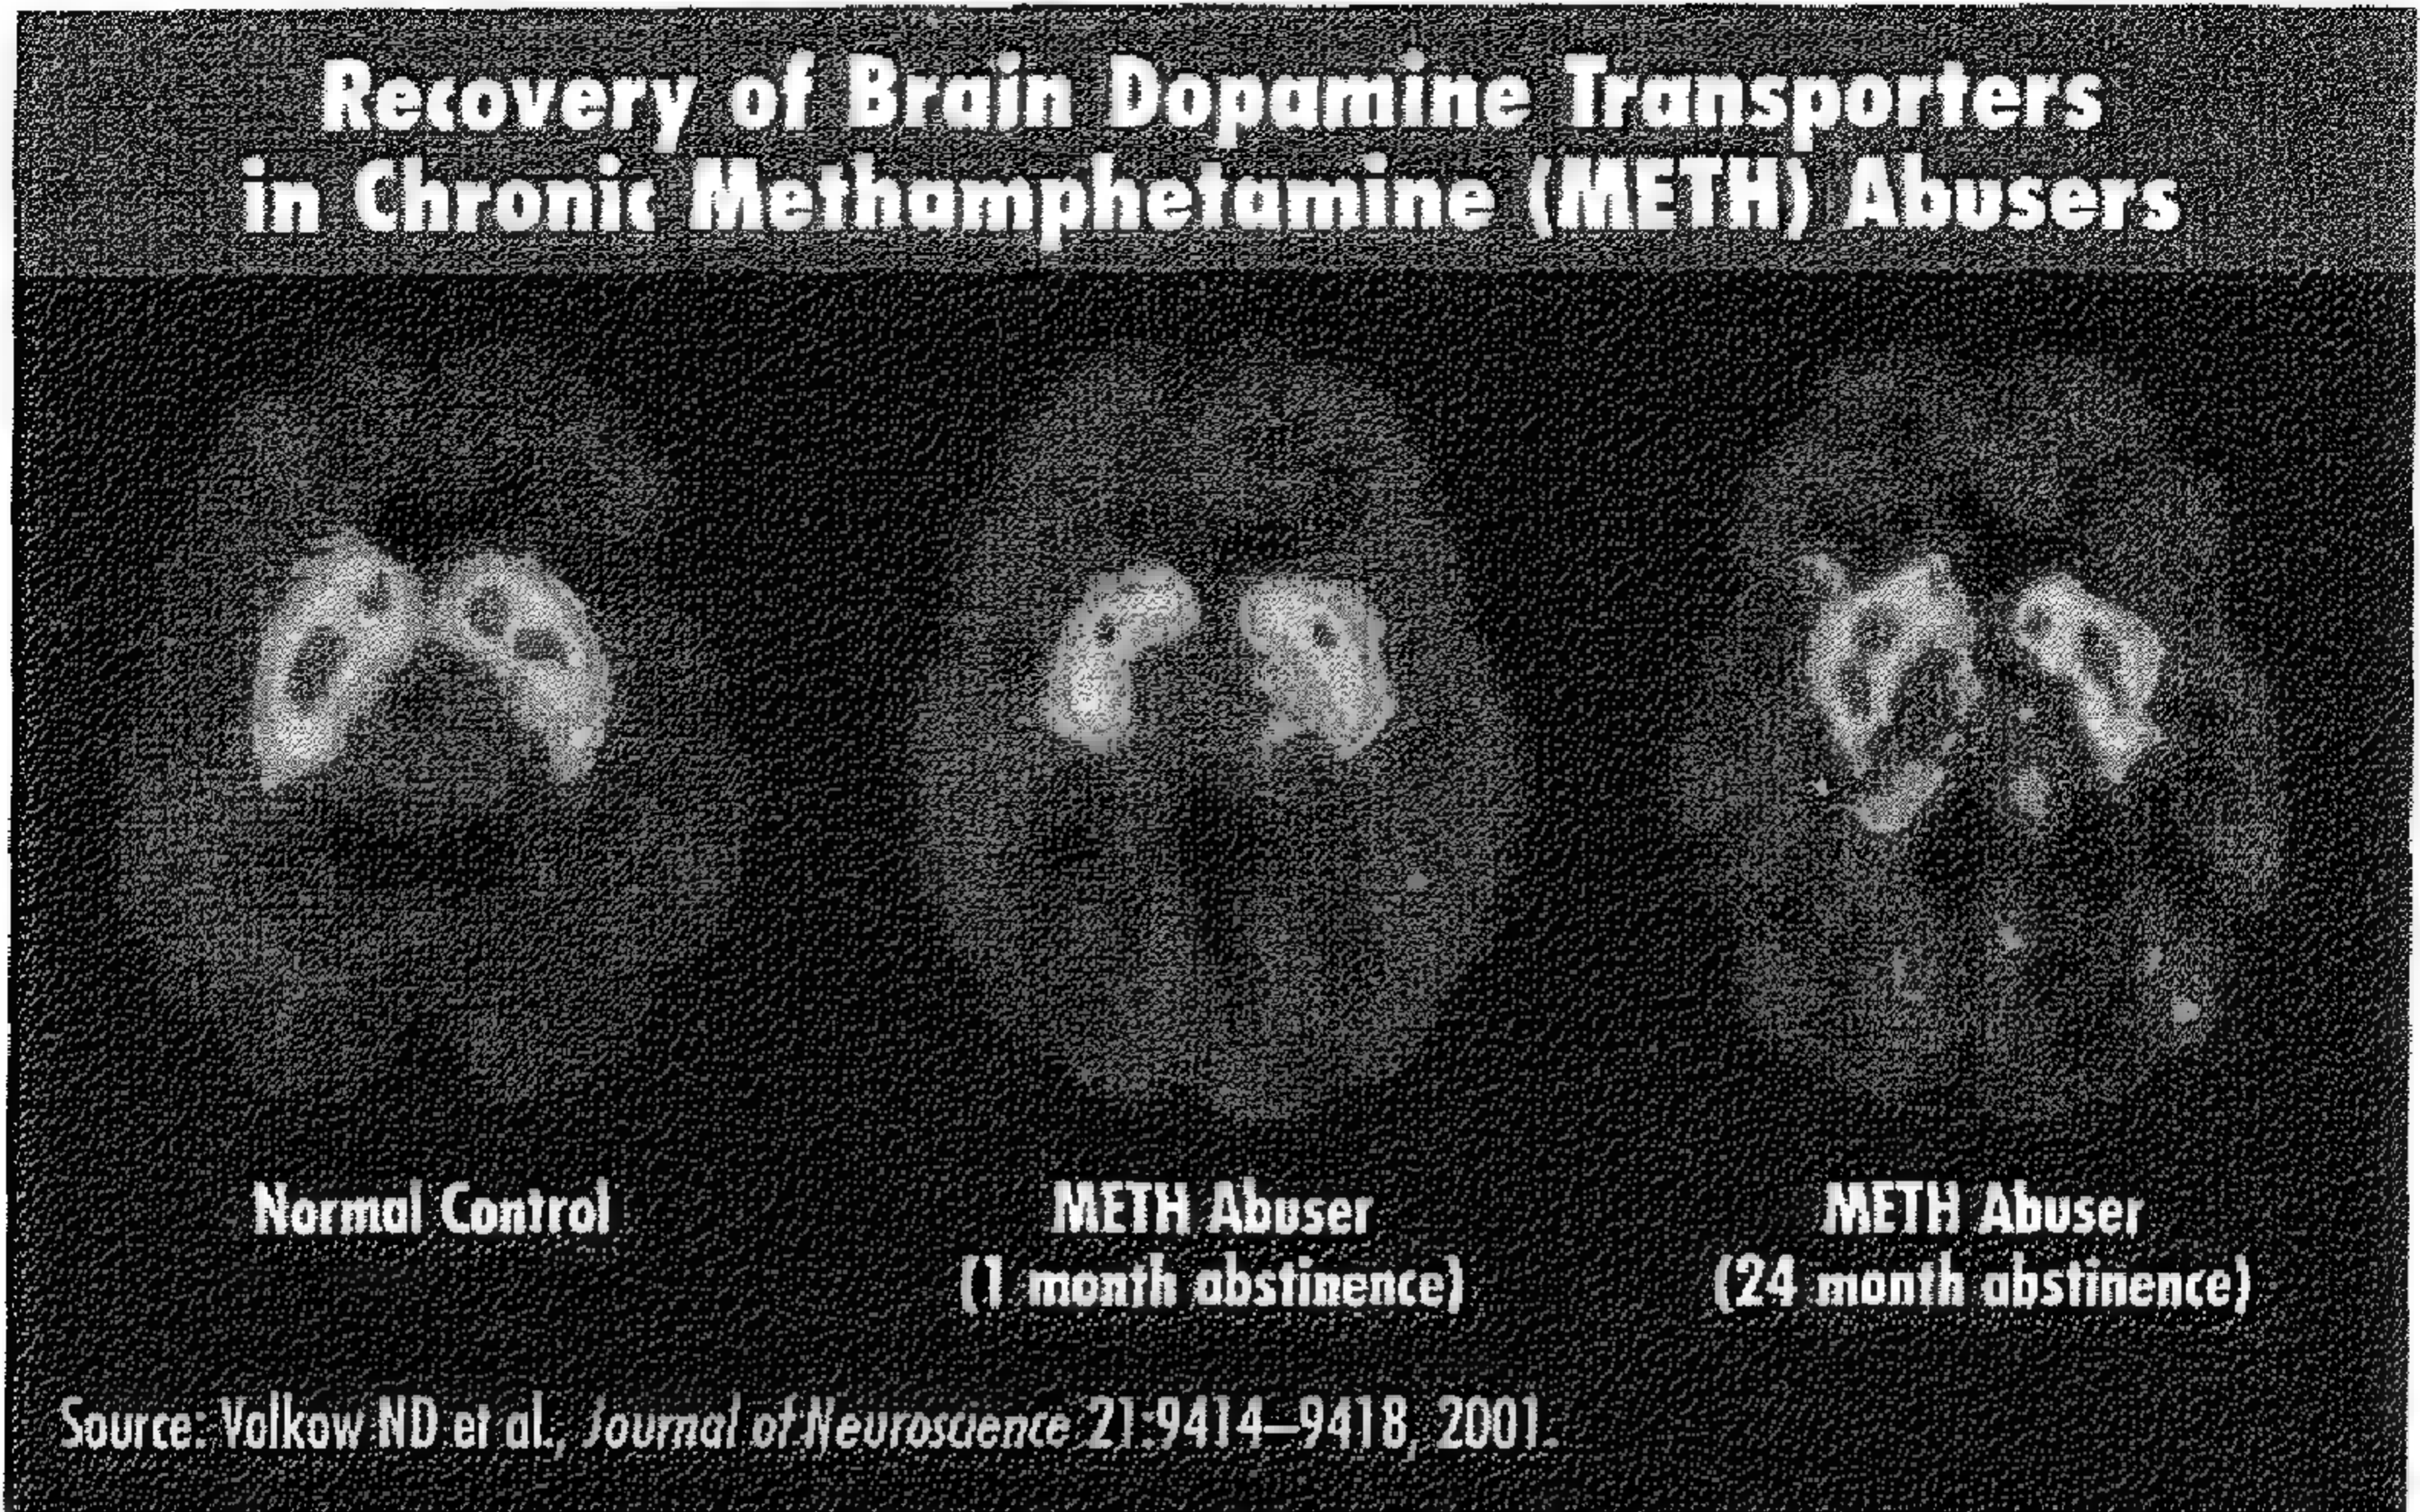 Recovery of Brain Dopamine Transporters
in Chronic Methamphetamine (METH) Abusers
Normal Control
METH Abuser
(1 month abstinence)
METH Abuser
(24 month abstinence)
Source: Volkow ND et al., Journal of Neuroscience 21:9414–9418, 2001.